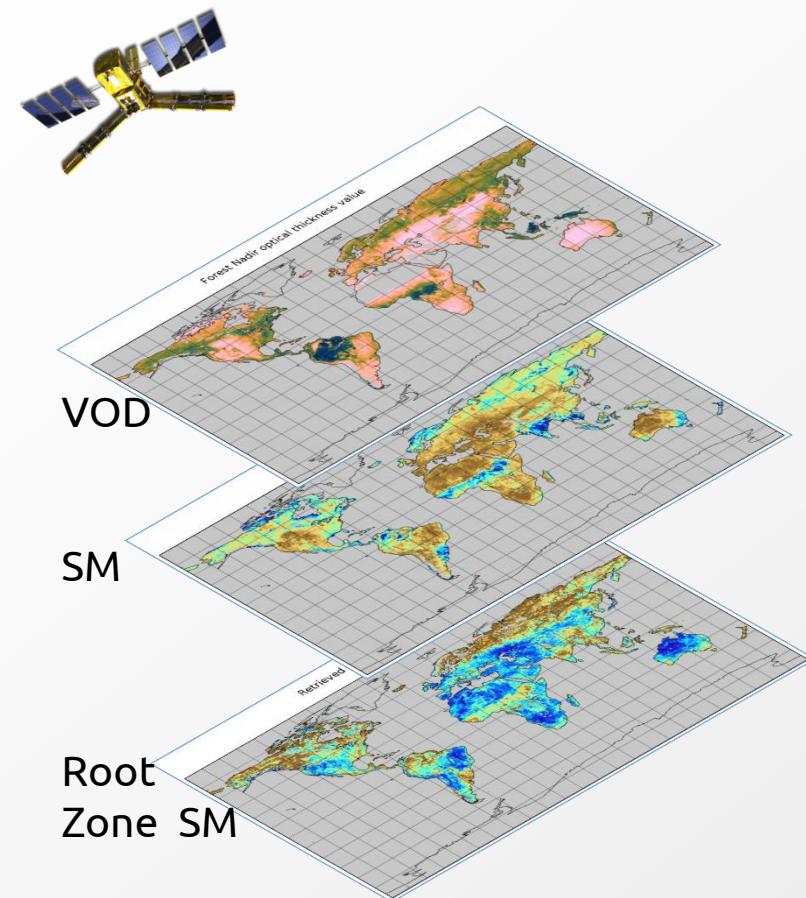 Forest Nadir optical thickness value
VOD
SM
Retrieved
Root
Zone SM